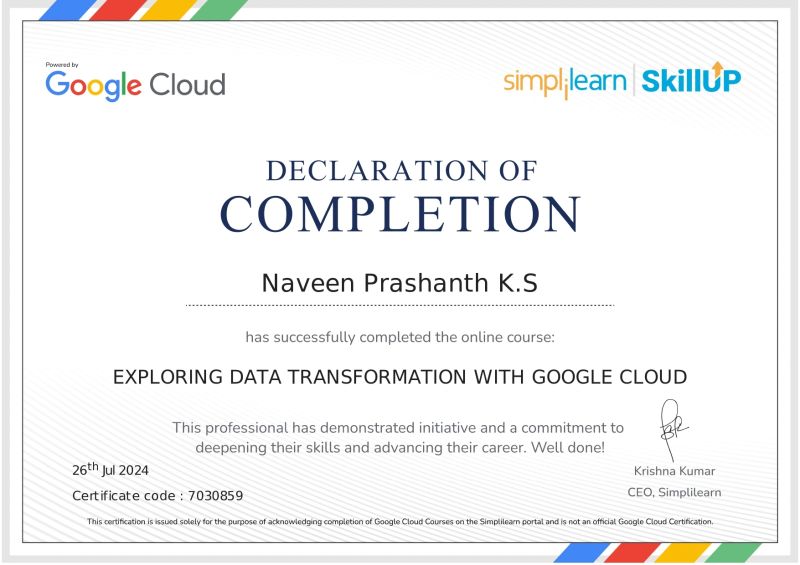 Powered by
Google Cloud
simplilearn | SkillUP
DECLARATION OF
COMPLETION
Naveen Prashanth K.S
has successfully completed the online course:
EXPLORING DATA TRANSFORMATION WITH GOOGLE CLOUD
This professional has demonstrated initiative and a commitment to
deepening their skills and advancing their career. Well done!
26th Jul 2024
Certificate code : 7030859
Krishna Kumar
CEO, Simplilearn
This certification is issued solely for the purpose of acknowledging completion of Google Cloud Courses on the Simplilearn portal and is not an official Google Cloud Certification.